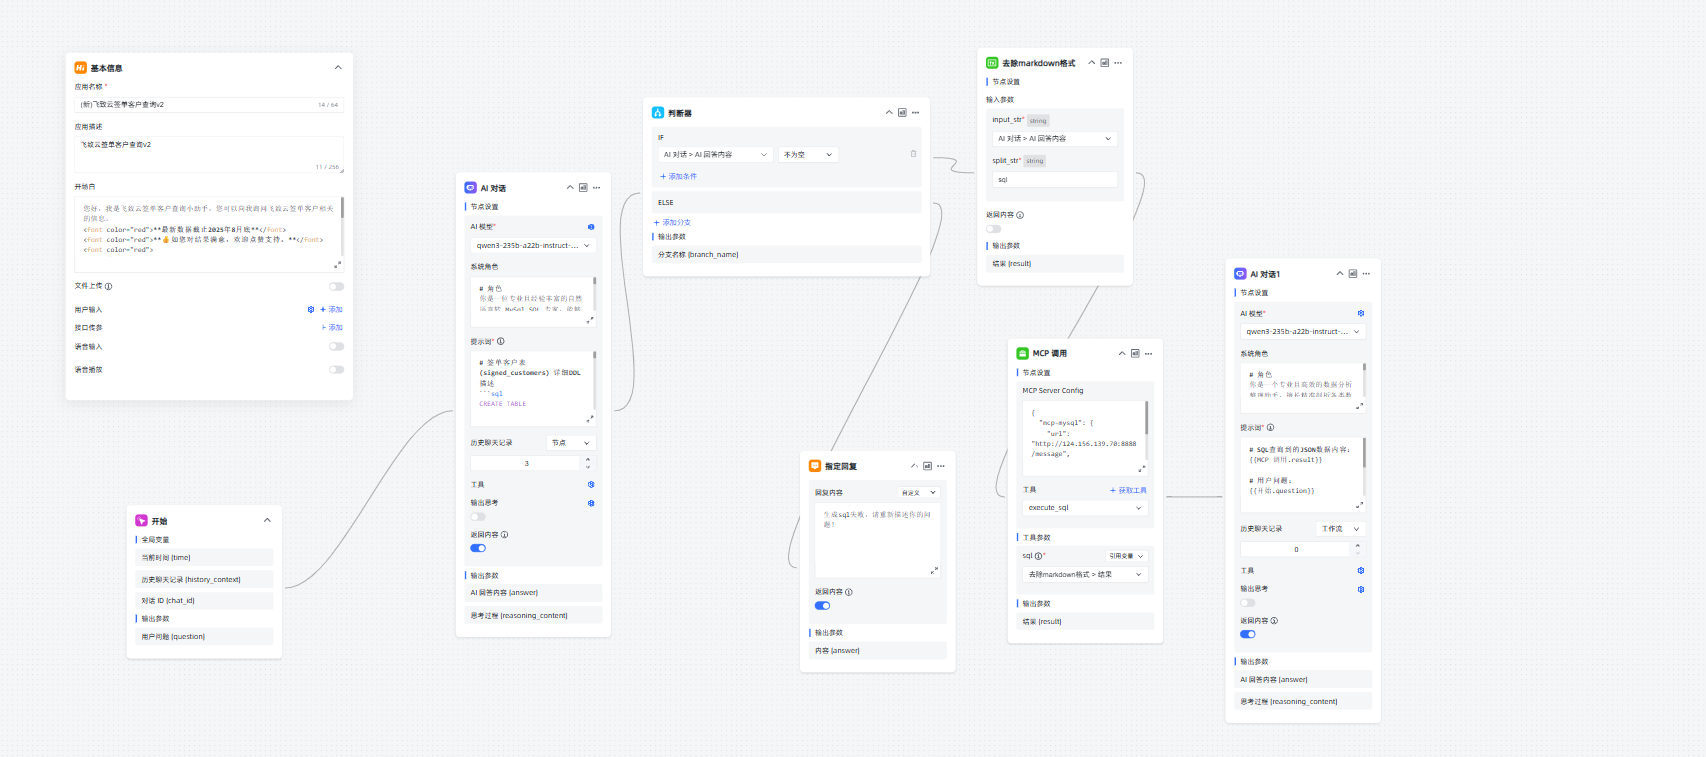 基本信息
应用名称 *
(新)飞致云签单客户查询v2
14 / 64
应用描述
飞致云签单客户查询v2
11 / 256
开场白
您好，我是飞致云签单客户查询小助手，您可以向我询问飞致云签单客户相关
的信息。
<font color="red">**最新数据截止2025年8月底**</font>
<font color="red">**👍如您对结果满意，欢迎点赞支持。**</font>
<font color="red">
文件上传
用户输入
添加
接口传参
添加
语音输入
语音播放
开始
全局变量
当前时间 {time}
历史聊天记录 {history_context}
对话 ID {chat_id}
输出参数
用户问题 {question}
AI 对话
节点设置
AI 模型*
qwen3-235b-a22b-instruct-...
系统角色
# 角色
你是一位专业且经验丰富的自然
提示词*
# 签单客户表
(signed_customers) 详细DDL
描述
```sql
CREATE TABLE
历史聊天记录
节点
3
工具
输出思考
返回内容
输出参数
AI 回答内容 {answer}
思考过程 {reasoning_content}
判断器
IF
AI 对话 > AI 回答内容
不为空
+ 添加条件
ELSE
+ 添加分支
输出参数
分支名称 {branch_name}
去除markdown格式
节点设置
输入参数
input_str* string
AI 对话 > AI 回答内容
split_str* string
sql
返回内容
输出参数
结果 {result}
指定回复
回复内容
自定义
生成sql失败，请重新描述你的问
题！
返回内容
输出参数
内容 {answer}
MCP 调用
节点设置
MCP Server Config
{
"mcp-mysql": {
"url":
"http://124.156.139.70:8888
/message",
工具
+ 获取工具
execute_sql
工具参数
sql *
引用变量
去除markdown格式 > 结果
输出参数
结果 {result}
AI 对话1
节点设置
AI 模型*
qwen3-235b-a22b-instruct-...
系统角色
# 角色
你是一个专业且高效的数据分析
提示词*
# SQL查询到的JSON数据内容：
{{MCP 调用.result}}
# 用户问题：
{{开始.question}}
历史聊天记录
工作流
0
工具
输出思考
返回内容
输出参数
AI 回答内容 {answer}
思考过程 {reasoning_content}